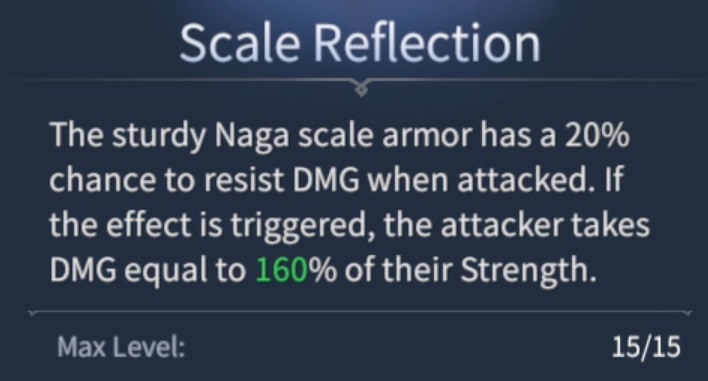 Scale Reflection
The sturdy Naga scale armor has a 20%
chance to resist DMG when attacked. If
the effect is triggered, the attacker takes
DMG equal to 160% of their Strength.
Max Level: 15/15